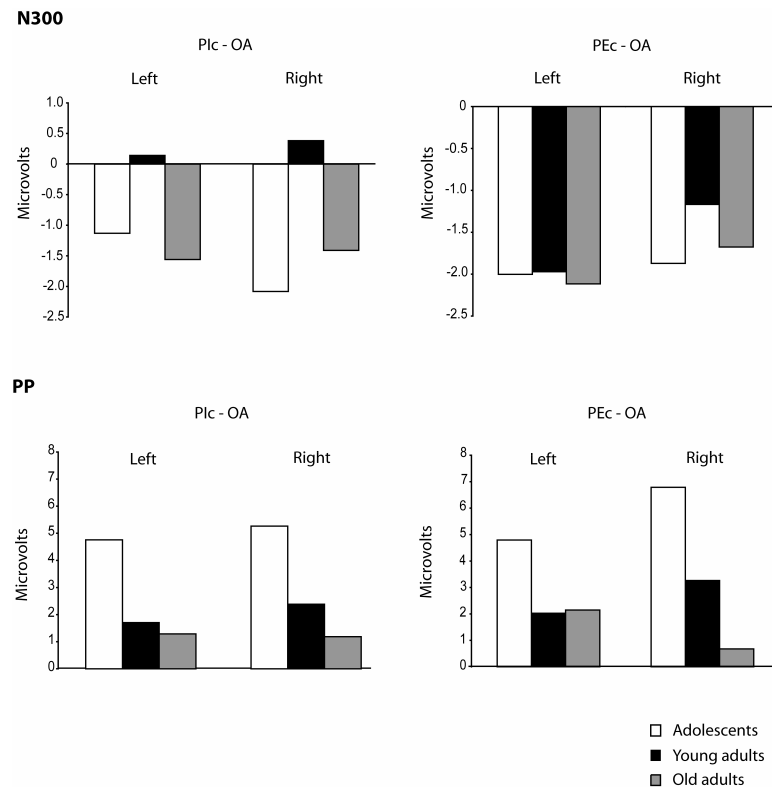 N300
PIc - OA
Left Right
Microvolts
1.0
0.5
0
-0.5
-1.0
-1.5
-2.0
-2.5
PEc - OA
Left Right
Microvolts
0
-0.5
-1.0
-1.5
-2.0
-2.5
PP
PIc - OA
Left Right
Microvolts
8
7
6
5
4
3
2
1
0
PEc - OA
Left Right
Microvolts
8
7
6
5
4
3
2
1
0
Adolescents
Young adults
Old adults